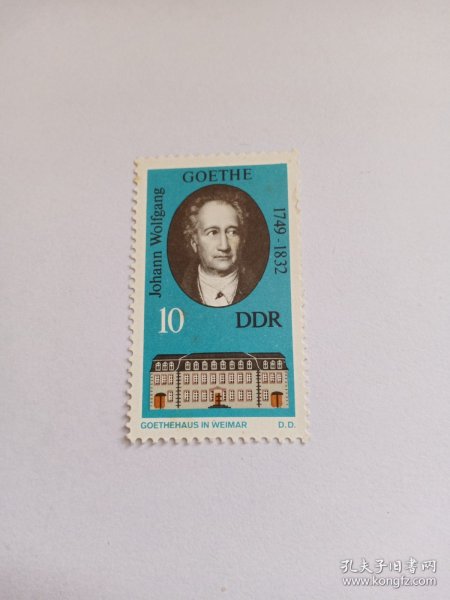 Johann Wolfgang
GOETHE
1749-1832
10
DDR
GOETHEHAUS IN WEIMAR
D.D.
孔夫子旧书网
www.kongfz.com